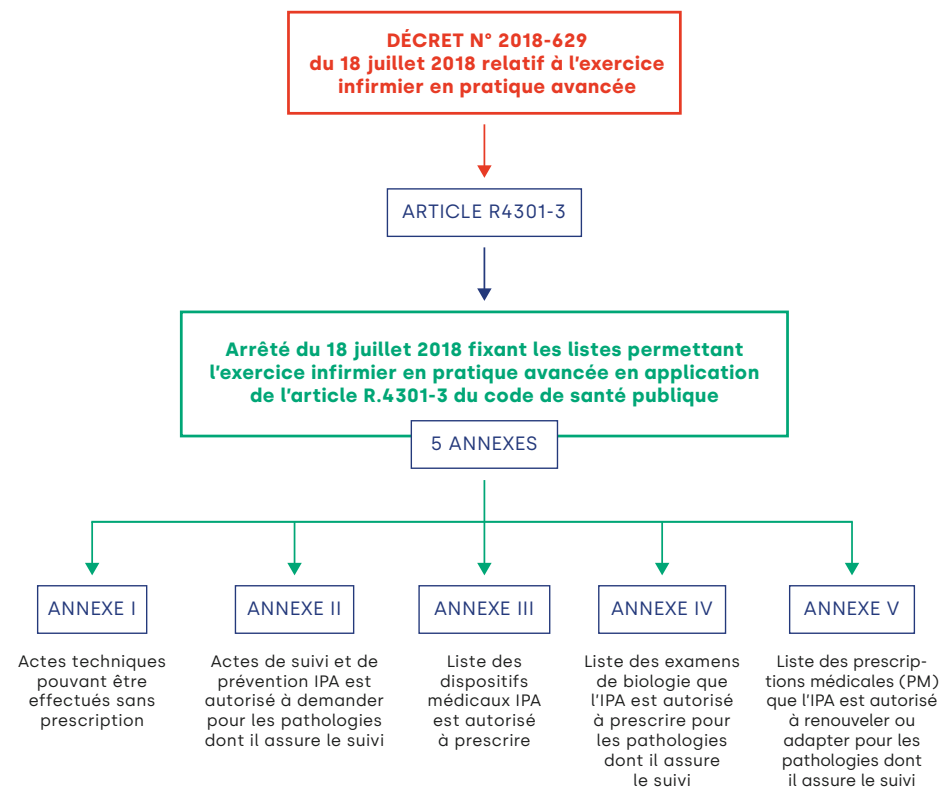 DÉCRET N° 2018-629
du 18 juillet 2018 relatif à l'exercice
infirmier en pratique avancée
ARTICLE R4301-3
Arrêté du 18 juillet 2018 fixant les listes permettant
l'exercice infirmier en pratique avancée en application
de l'article R.4301-3 du code de santé publique
5 ANNEXES
ANNEXE I
Actes techniques
pouvant être
effectués sans
prescription
ANNEXE II
Actes de suivi et de
prévention IPA est
autorisé à demander
pour les pathologies
dont il assure le suivi
ANNEXE III
Liste des
dispositifs
médicaux IPA
est autorisé
à prescrire
ANNEXE IV
Liste des examens
de biologie que
l'IPA est autorisé
à prescrire pour
les pathologies
dont il assure
le suivi
ANNEXE V
Liste des prescrip-
tions médicales (PM)
que l'IPA est autorisé
à renouveler ou
adapter pour les
pathologies dont
il assure le suivi